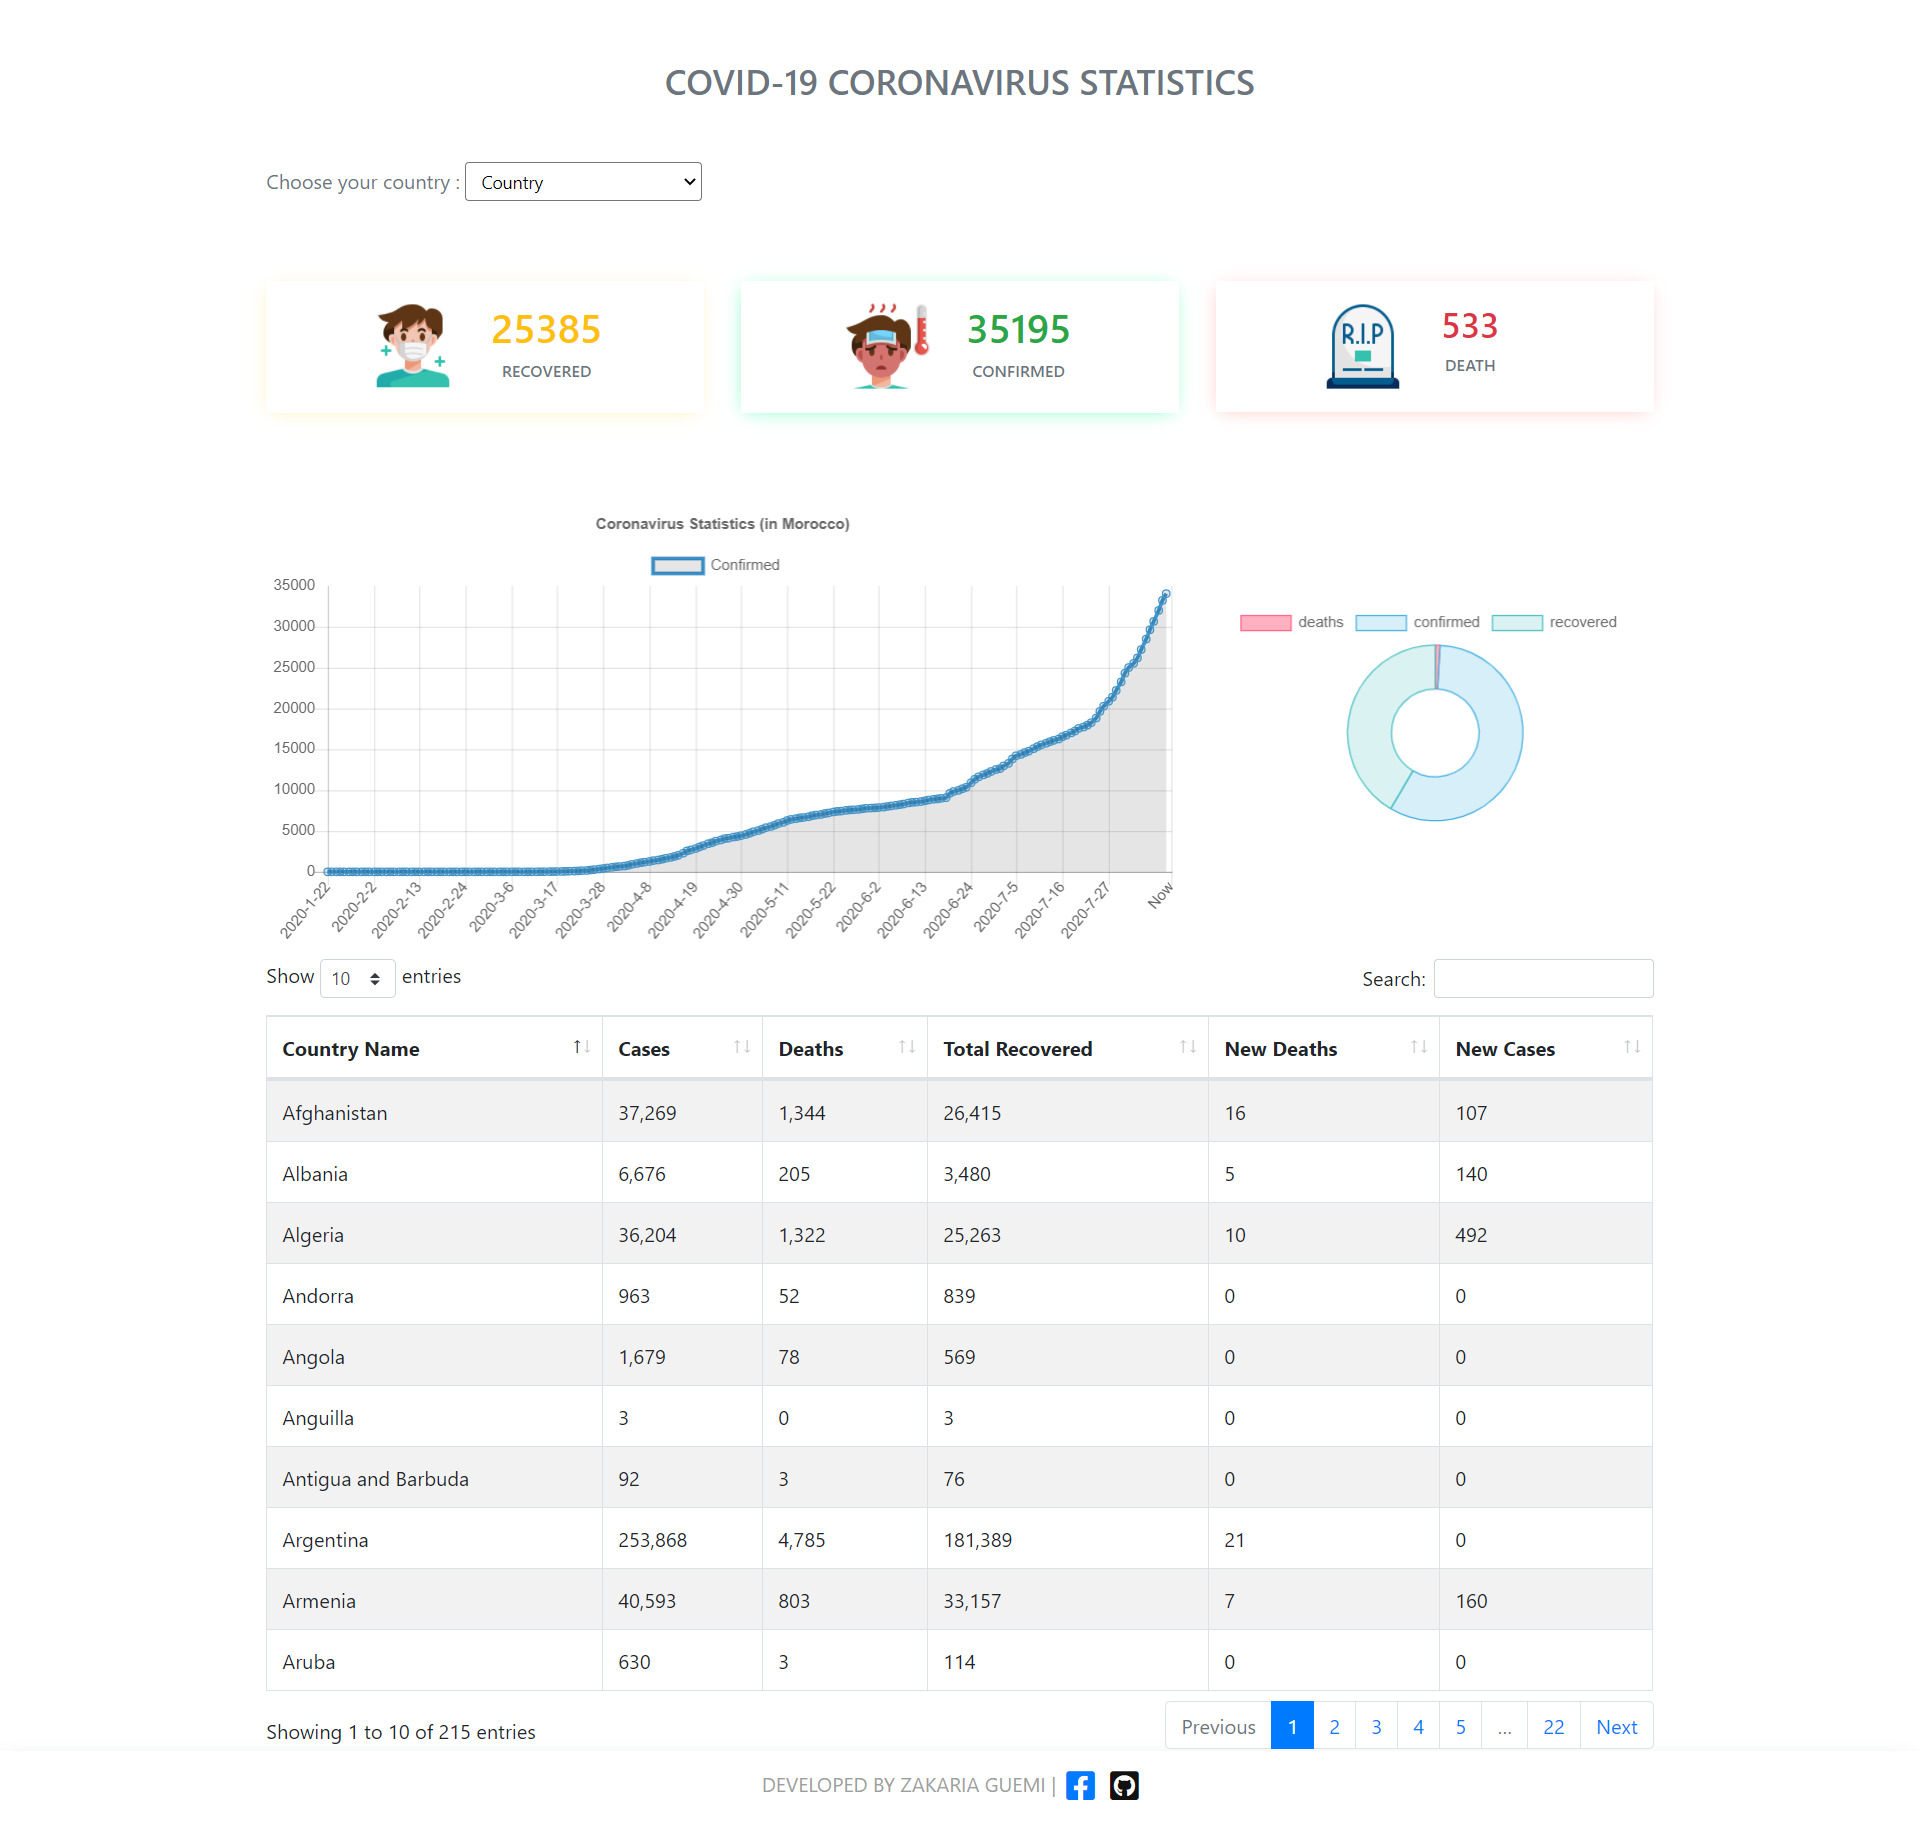 COVID-19 CORONAVIRUS STATISTICS
Choose your country : Country
25385
RECOVERED
35195
CONFIRMED
R.I.P
533
DEATH
Coronavirus Statistics (in Morocco)
Confirmed
35000
30000
25000
20000
15000
10000
5000
0
2020-1-22 2020-2-2 2020-2-13 2020-2-24 2020-3-6 2020-3-17 2020-3-28 2020-4-8 2020-4-19 2020-4-30 2020-5-11 2020-5-22 2020-6-2 2020-6-13 2020-6-24 2020-7-5 2020-7-16 2020-7-27 Now
deaths confirmed recovered
Show 10 entries
Search:
Country Name Cases Deaths Total Recovered New Deaths New Cases
Afghanistan 37,269 1,344 26,415 16 107
Albania 6,676 205 3,480 5 140
Algeria 36,204 1,322 25,263 10 492
Andorra 963 52 839 0 0
Angola 1,679 78 569 0 0
Anguilla 3 0 3 0 0
Antigua and Barbuda 92 3 76 0 0
Argentina 253,868 4,785 181,389 21 0
Armenia 40,593 803 33,157 7 160
Aruba 630 3 114 0 0
Showing 1 to 10 of 215 entries
Previous 1 2 3 4 5 … 22 Next
DEVELOPED BY ZAKARIA GUEMI |